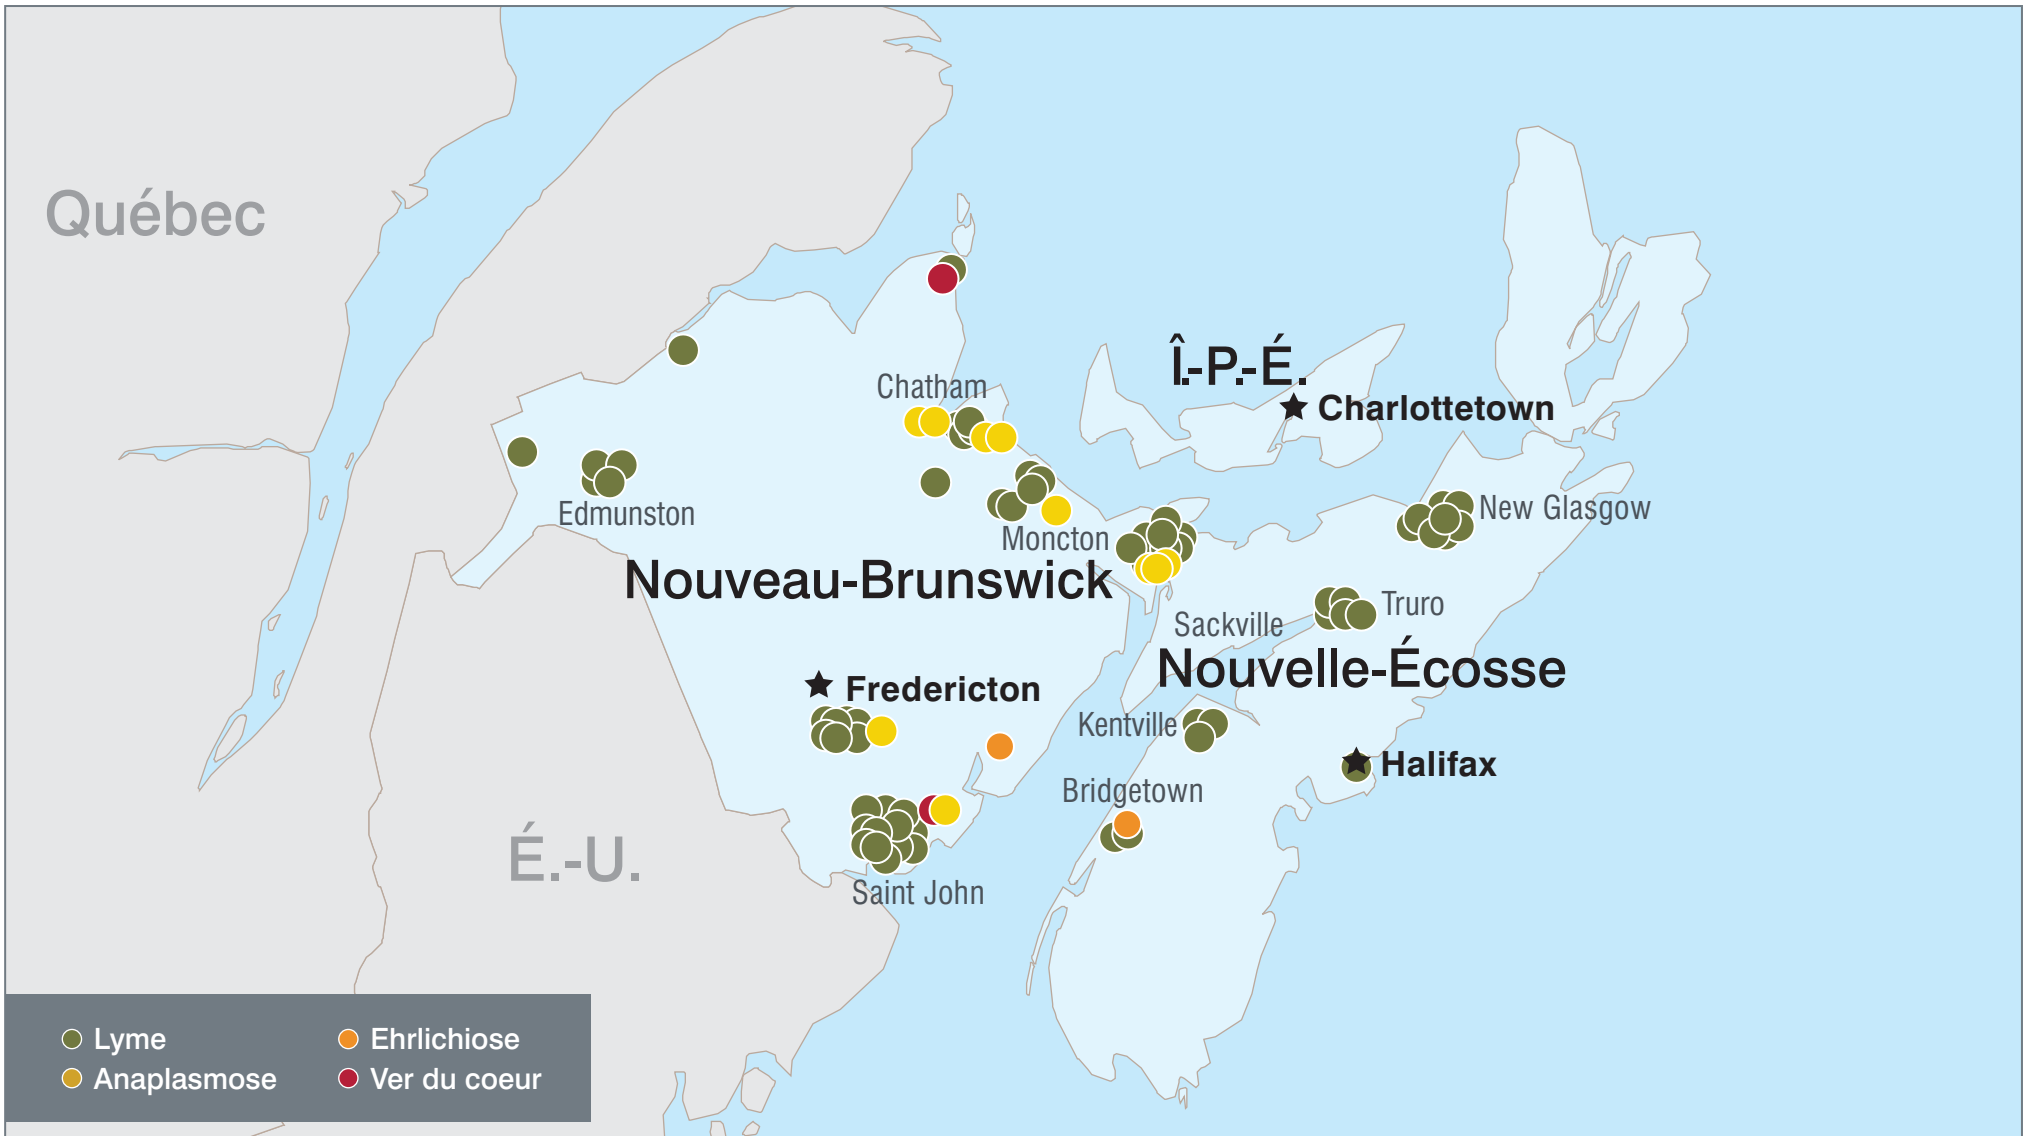 Québec
Î.-P.-É.
Chatham
Charlottetown
Edmunston
New Glasgow
Moncton
Nouveau-Brunswick
Truro
Sackville
Nouvelle-Écosse
Fredericton
Kentville
Halifax
Bridgetown
É.-U.
Saint John
Lyme
Ehrlichiose
Anaplasmose
Ver du coeur